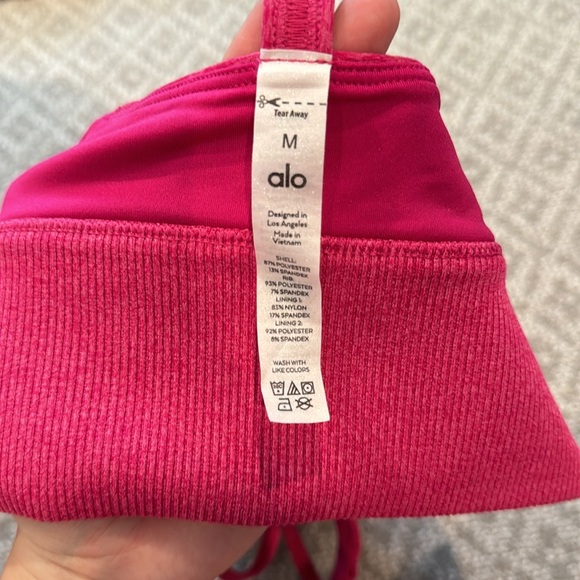 Tear Away
M
alo
Designed in
Los Angeles
Made in
Vietnam
SHELL:
87% POLYESTER
13% SPANDEX
RIB:
93% POLYESTER
7% SPANDEX
LINING 1:
83% NYLON
17% SPANDEX
LINING 2:
92% POLYESTER
8% SPANDEX
WASH WITH
LIKE COLORS